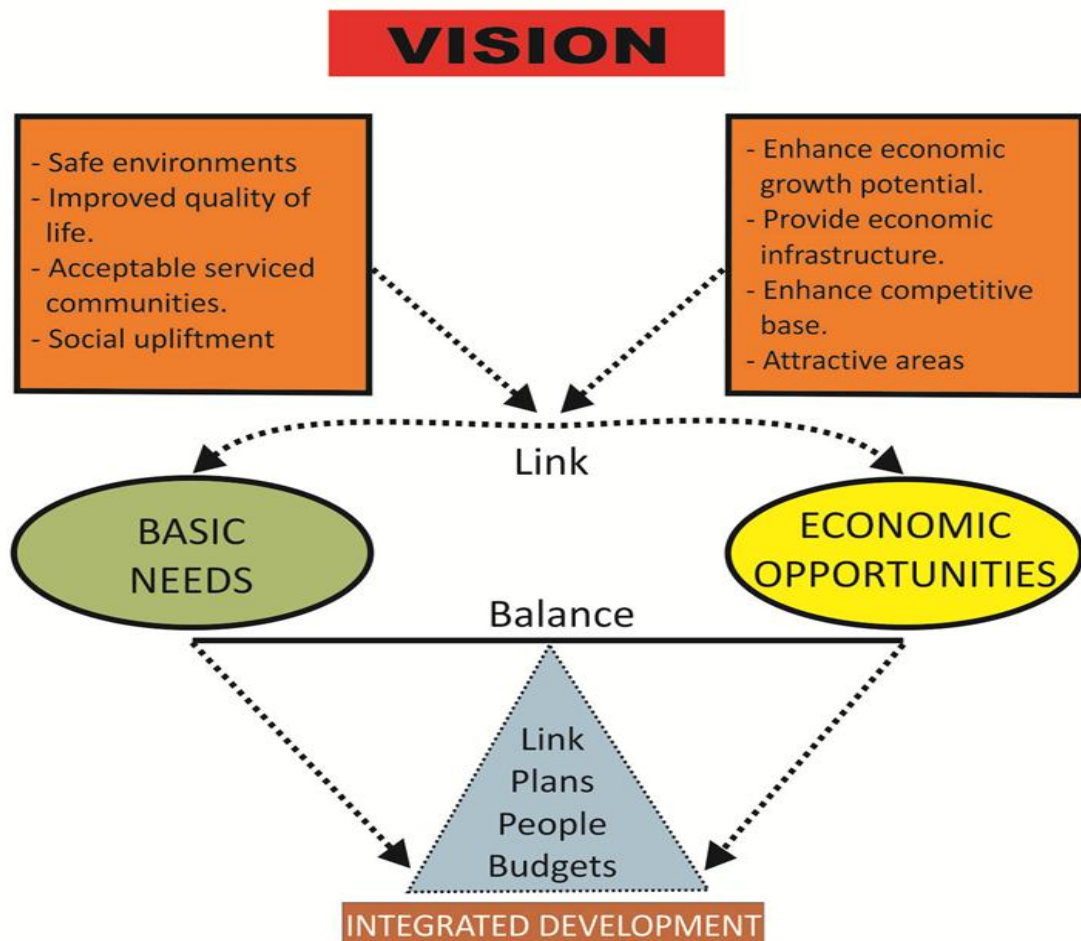 VISION
- Safe environments
- Improved quality of
life.
- Acceptable serviced
communities.
- Social upliftment
- Enhance economic
growth potential.
- Provide economic
infrastructure.
- Enhance competitive
base.
- Attractive areas
Link
BASIC
NEEDS
ECONOMIC
OPPORTUNITIES
Balance
Link
Plans
People
Budgets
INTEGRATED DEVELOPMENT